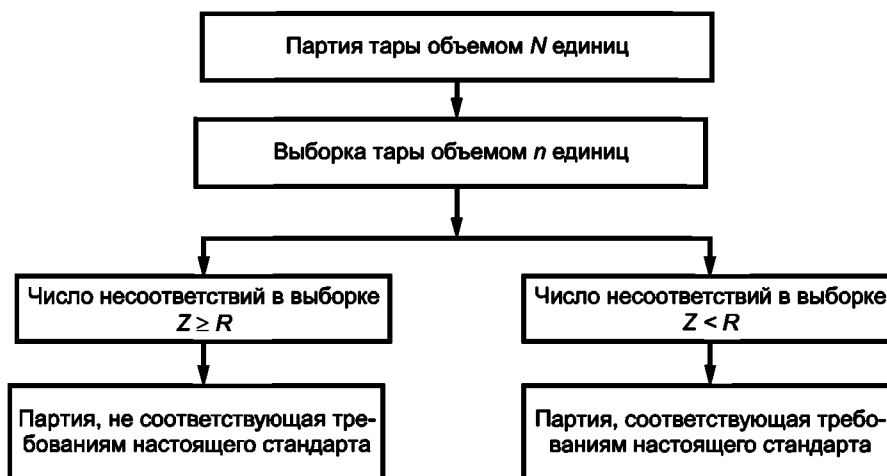 Партия тары объемом N единиц
Выборка тары объемом n единиц
Число несоответствий в выборке
Z ≥ R
Число несоответствий в выборке
Z < R
Партия, не соответствующая тре-
бованиям настоящего стандарта
Партия, соответствующая требо-
ваниям настоящего стандарта